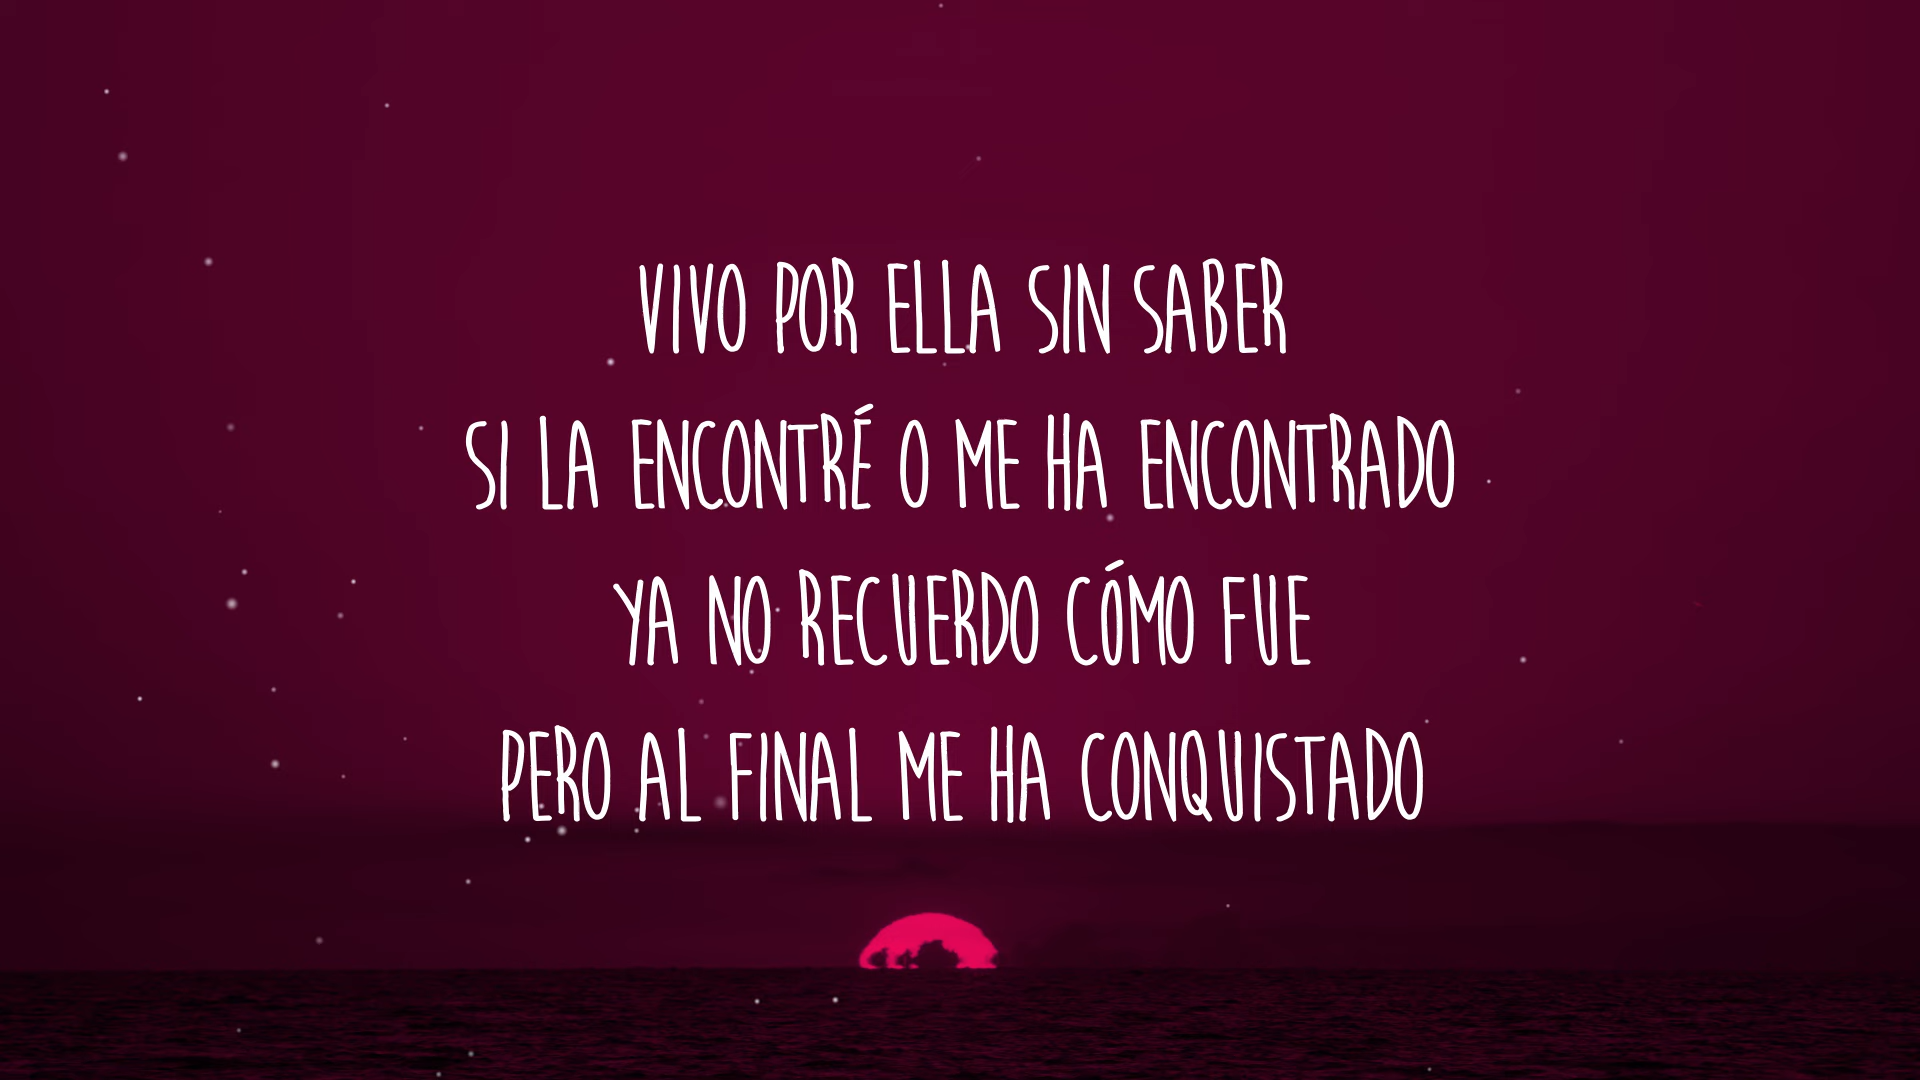 VIVO POR ELLA SIN SABER
SI LA ENCONTRÉ O ME HA ENCONTRADO
YA NO RECUERDO CÓMO FUE
PERO AL FINAL ME HA CONQUISTADO